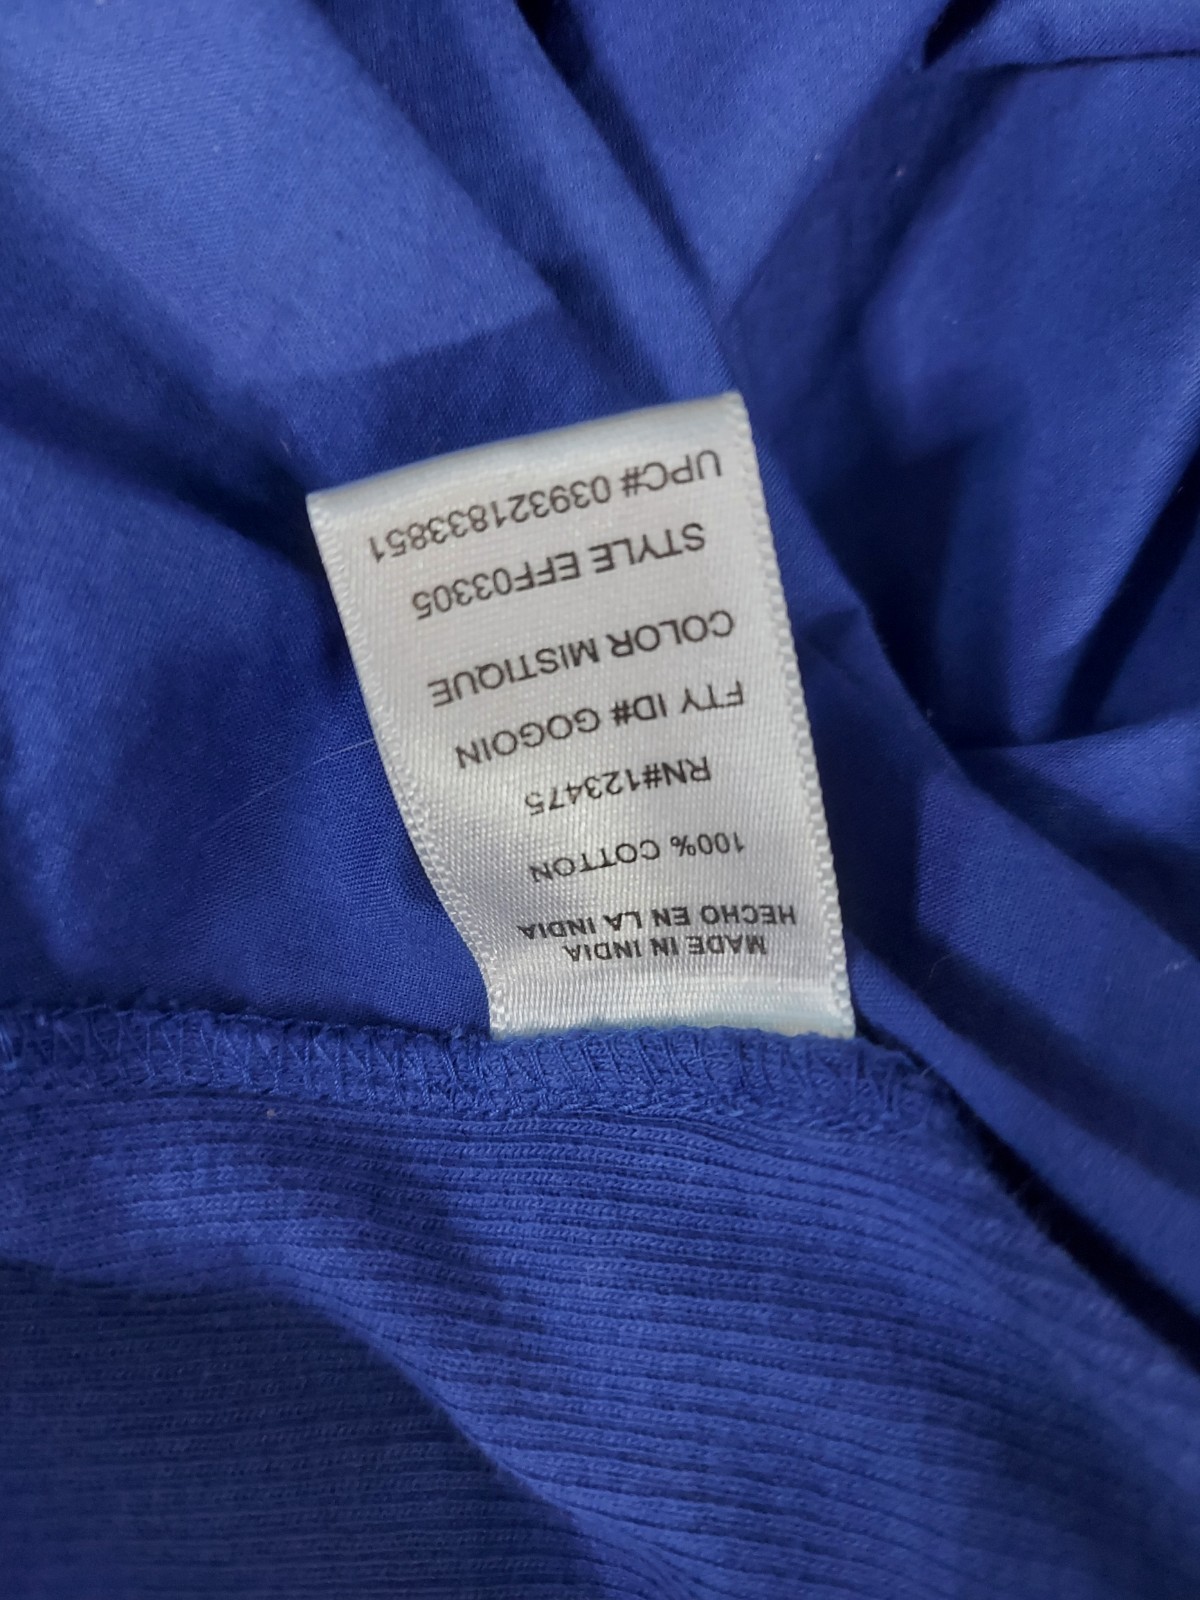 MADE IN INDIA
HECHO EN LA INDIA
100% COTTON
RN#123475
FTY ID# GOGOIN
COLOR MISTIQUE
STYLE EFF03305
UPC# 039321833851